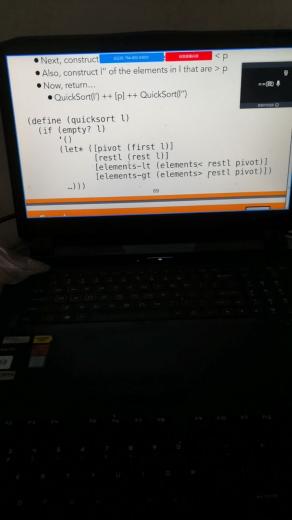 • Next, construct < p
• Also, construct l" of the elements in l that are > p
• Now, return…
• QuickSort(l') ++ [p] ++ QuickSort(l")
(define (quicksort l)
(if (empty? l)
'()
(let* ([pivot (first l)]
[restl (rest l)]
[elements-lt (elements< restl pivot)]
[elements-gt (elements> restl pivot)])
…)))
69